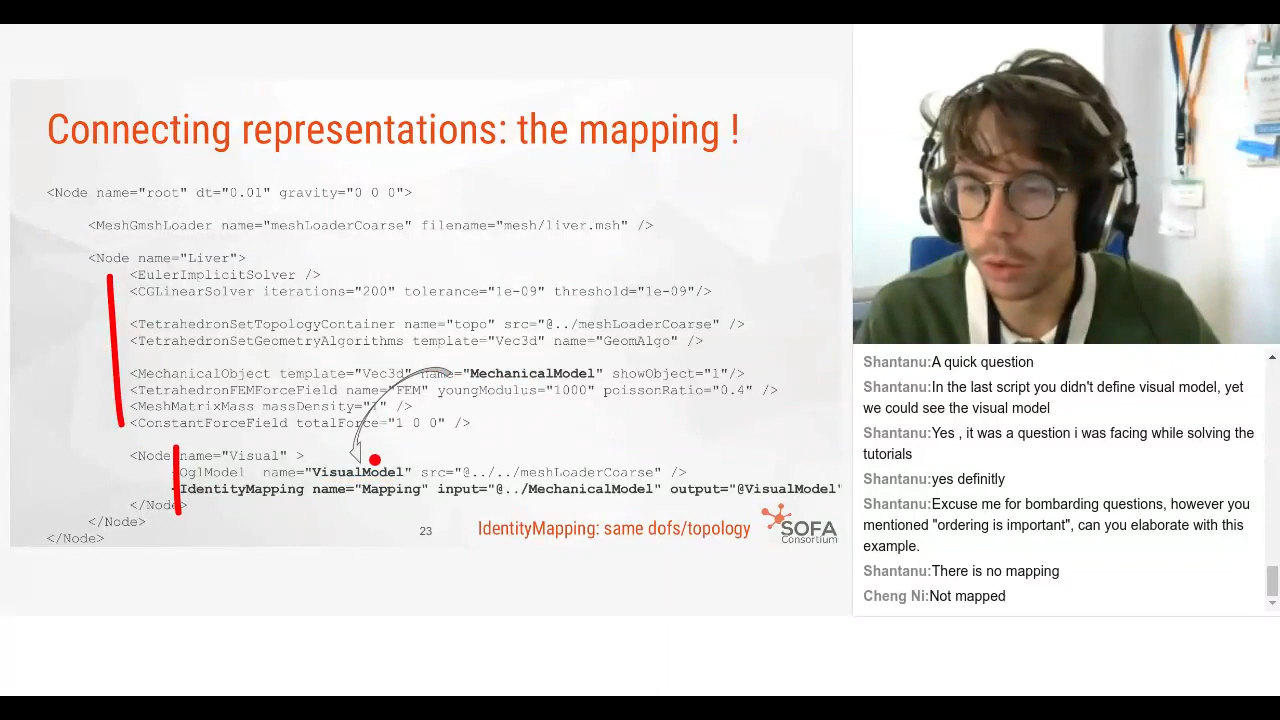 Connecting representations: the mapping !
<Node name="root" dt="0.01" gravity="0 0 0">
<MeshGmshLoader name="meshLoaderCoarse" filename="mesh/liver.msh" />
<Node name="Liver">
<EulerImplicitSolver />
<CGLinearSolver iterations="200" tolerance="1e-09" threshold="1e-09"/>
<TetrahedronSetTopologyContainer name="topo" src="@../meshLoaderCoarse" />
<TetrahedronSetGeometryAlgorithms template="Vec3d" name="GeomAlgo" />
<MechanicalObject template="Vec3d" name="MechanicalModel" showObject="1"/>
<TetrahedronFEMForceField name="FEM" youngModulus="1000" poissonRatio="0.4" />
<MeshMatrixMass massDensity="1" />
<ConstantForceField totalForce="1 0 0" />
<Node name="Visual" >
<OglModel name="VisualModel" src="@../../meshLoaderCoarse" />
<IdentityMapping name="Mapping" input="@../MechanicalModel" output="@VisualModel"
</Node>
</Node>
</Node>
23
IdentityMapping: same dofs/topology
SOFA
Consortium
Shantanu:A quick question
Shantanu:In the last script you didn't define visual model, yet
we could see the visual model
Shantanu:Yes , it was a question i was facing while solving the
tutorials
Shantanu:yes definitly
Shantanu:Excuse me for bombarding questions, however you
mentioned "ordering is important", can you elaborate with this
example.
Shantanu:There is no mapping
Cheng Ni:Not mapped